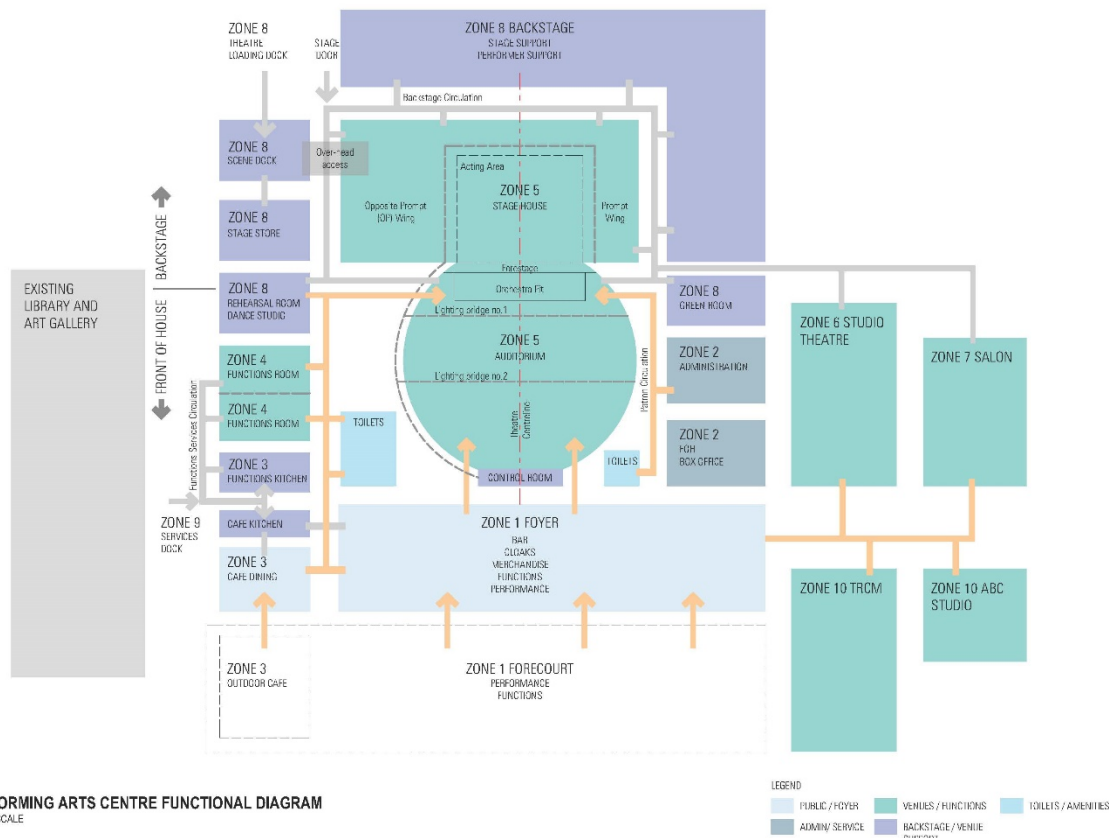 ZONE 8
THEATRE
LOADING DOCK
STAGE
DOOR
ZONE 8 BACKSTAGE
STAGE SUPPORT
PERFORMER SUPPORT
Backstage Circulation
ZONE 8
SCENE DOCK
Over-head
access
Acting Area
ZONE 5
STAGE HOUSE
Opposite Prompt
(OP) Wing
Prompt
Wing
ZONE 8
STAGE STORE
BACKSTAGE
FRONT OF HOUSE
EXISTING
LIBRARY AND
ART GALLERY
ZONE 8
REHEARSAL ROOM
DANCE STUDIO
Forestage
Orchestra Pit
Lighting bridge no.1
ZONE 8
GREEN ROOM
ZONE 6 STUDIO
THEATRE
ZONE 7 SALON
ZONE 5
AUDITORIUM
ZONE 4
FUNCTIONS ROOM
ZONE 2
ADMINISTRATION
Lighting bridge no.2
Patron Circulation
Theatre
Centreline
Functions Services Circulation
ZONE 4
FUNCTIONS ROOM
TOILETS
ZONE 2
FOH
BOX OFFICE
ZONE 3
FUNCTIONS KITCHEN
TOILETS
CONTROL ROOM
ZONE 9
SERVICES
DOCK
CAFE KITCHEN
ZONE 1 FOYER
BAR
CLOAKS
MERCHANDISE
FUNCTIONS
PERFORMANCE
ZONE 3
CAFE DINING
ZONE 10 TRCM
ZONE 10 ABC
STUDIO
ZONE 3
OUTDOOR CAFE
ZONE 1 FORECOURT
PERFORMANCE
FUNCTIONS
ORMING ARTS CENTRE FUNCTIONAL DIAGRAM
SCALE
LEGEND
PUBLIC / FOYER
VENUES / FUNCTIONS
TOILETS / AMENITIES
ADMIN/ SERVICE
BACKSTAGE / VENUE
SUPPORT